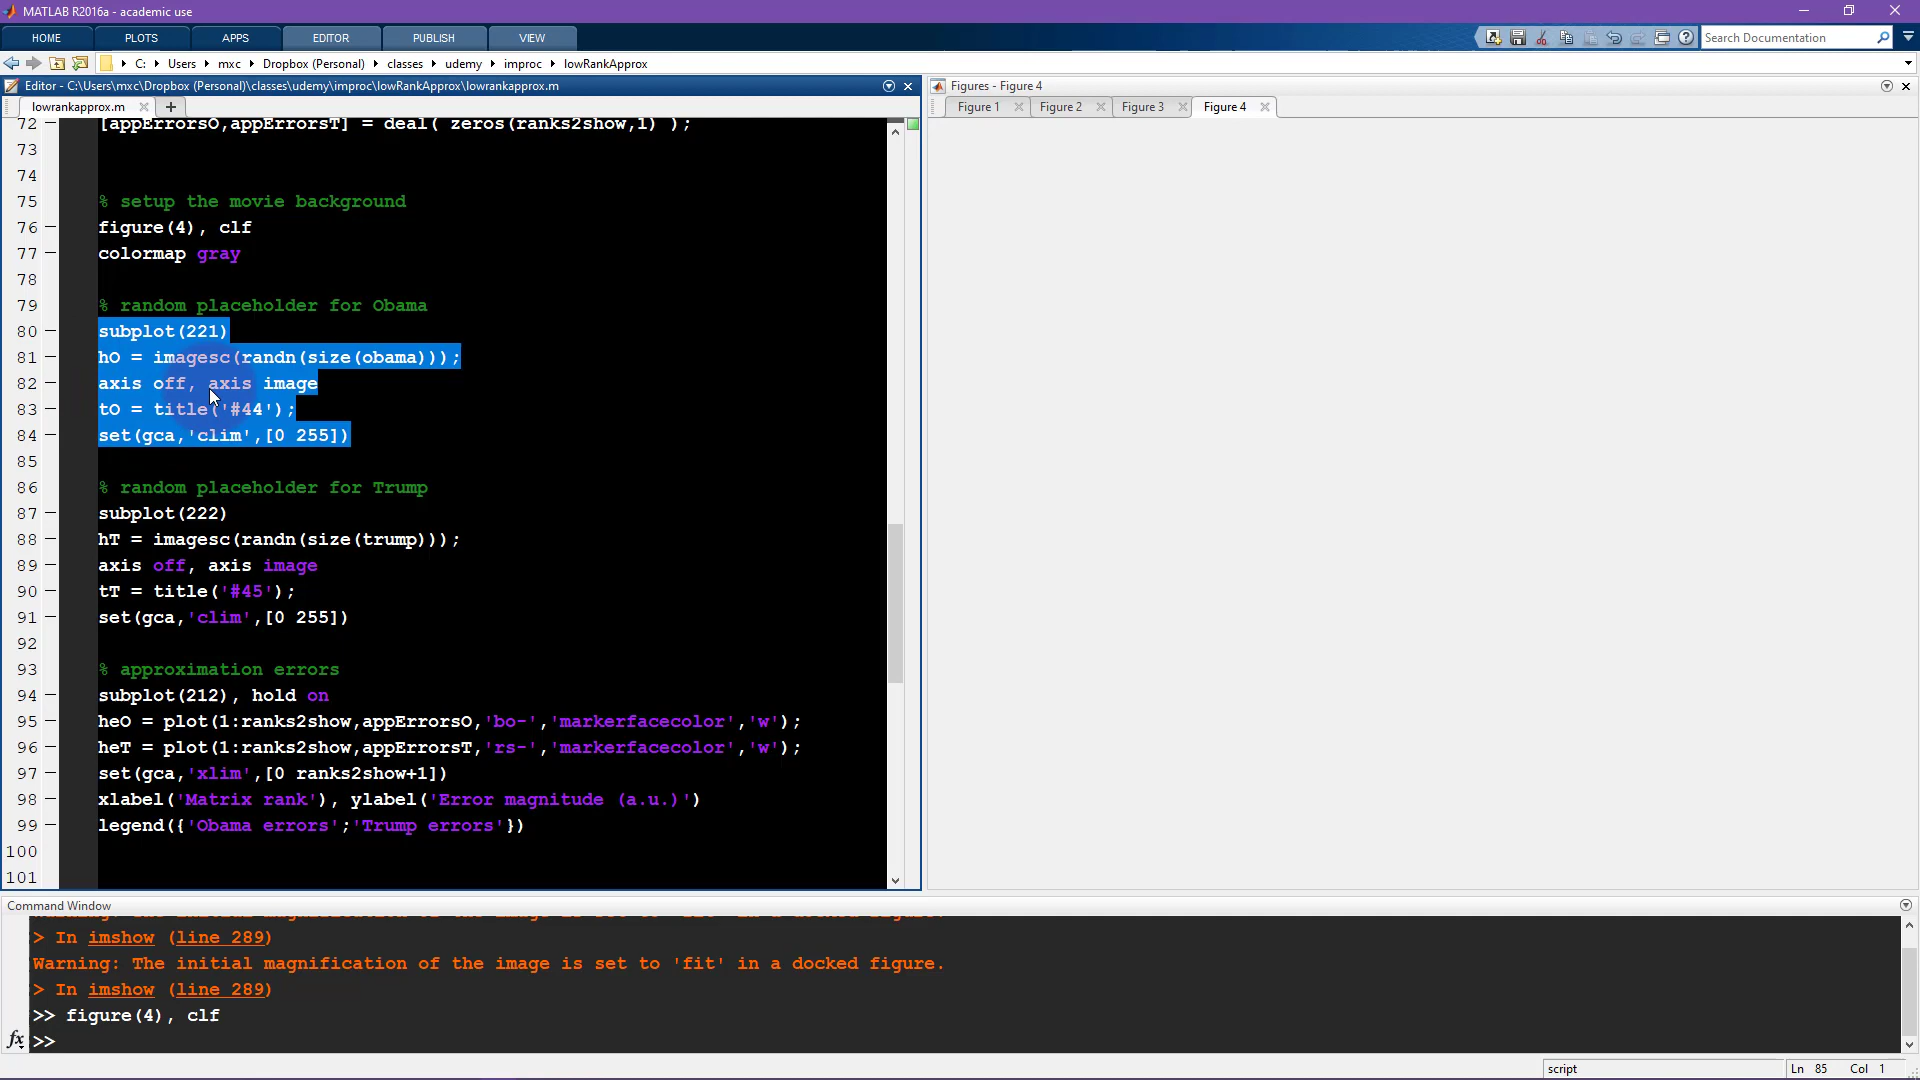 MATLAB R2016a - academic use
HOME PLOTS APPS EDITOR PUBLISH VIEW Search Documentation
C: Users mxc Dropbox (Personal) classes udemy improc lowRankApprox
Editor - C:\Users\mxc\Dropbox (Personal)\classes\udemy\improc\lowRankApprox\lowrankapprox.m
lowrankapprox.m
72 [appErrorsO,appErrorsT] = deal( zeros(ranks2show,1) );
73
74
75 % setup the movie background
76 figure(4), clf
77 colormap gray
78
79 % random placeholder for Obama
80 subplot(221)
81 hO = imagesc(randn(size(obama)));
82 axis off, axis image
83 tO = title('#44');
84 set(gca,'clim',[0 255])
85
86 % random placeholder for Trump
87 subplot(222)
88 hT = imagesc(randn(size(trump)));
89 axis off, axis image
90 tT = title('#45');
91 set(gca,'clim',[0 255])
92
93 % approximation errors
94 subplot(212), hold on
95 heO = plot(1:ranks2show,appErrorsO,'bo-','markerfacecolor','w');
96 heT = plot(1:ranks2show,appErrorsT,'rs-','markerfacecolor','w');
97 set(gca,'xlim',[0 ranks2show+1])
98 xlabel('Matrix rank'), ylabel('Error magnitude (a.u.)')
99 legend({'Obama errors';'Trump errors'})
100
101
Figures - Figure 4
Figure 1 Figure 2 Figure 3 Figure 4
Command Window
> In imshow (line 289)
Warning: The initial magnification of the image is set to 'fit' in a docked figure.
> In imshow (line 289)
>> figure(4), clf
fx >>
script Ln 85 Col 1